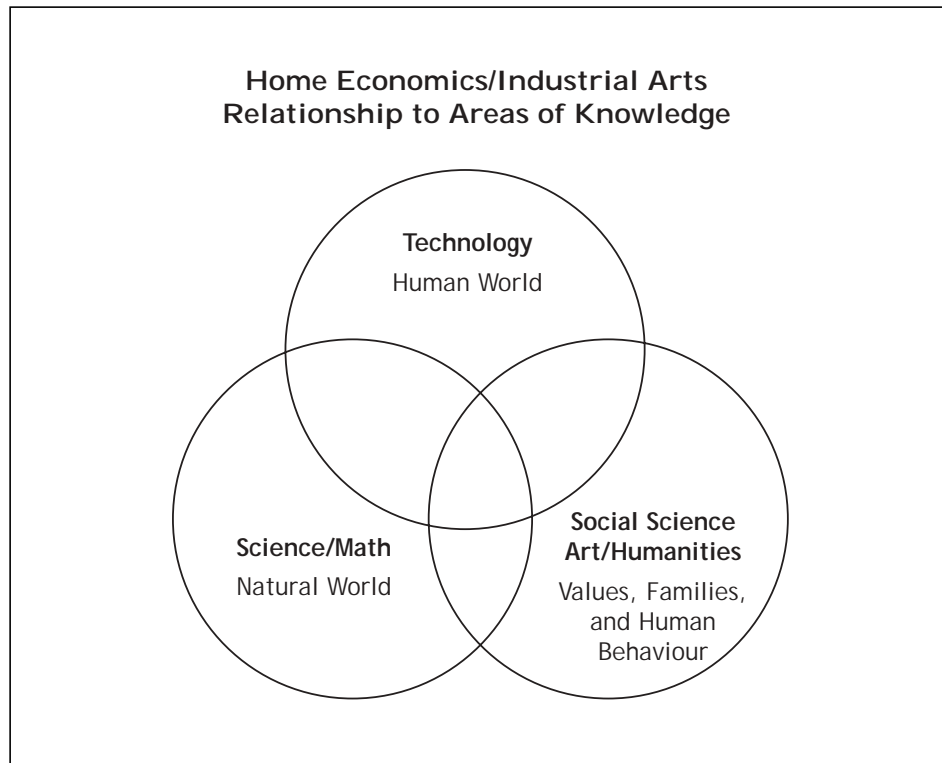 Home Economics/Industrial Arts
Relationship to Areas of Knowledge
Technology
Human World
Science/Math
Natural World
Social Science
Art/Humanities
Values, Families,
and Human
Behaviour